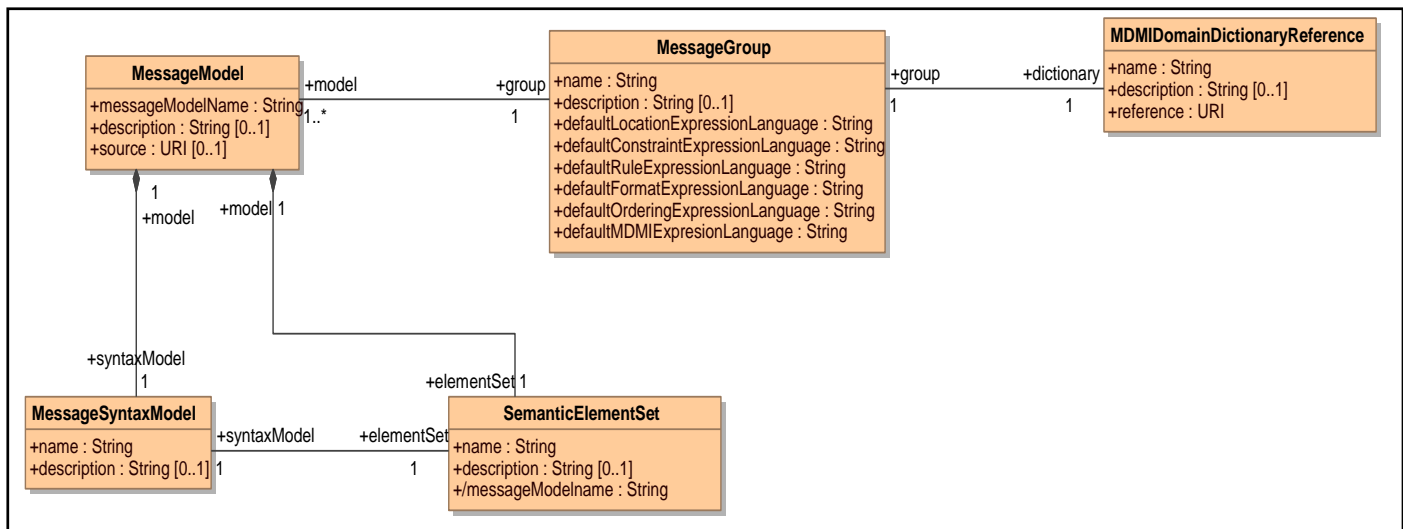 MessageModel
+messageModelName : String
+description : String [0..1]
+source : URI [0..1]
+model
1..*
+group
1
MessageGroup
+name : String
+description : String [0..1]
+defaultLocationExpressionLanguage : String
+defaultConstraintExpressionLanguage : String
+defaultRuleExpressionLanguage : String
+defaultFormatExpressionLanguage : String
+defaultOrderingExpressionLanguage : String
+defaultMDMIExpresionLanguage : String
+group
1
+dictionary
1
MDMIDomainDictionaryReference
+name : String
+description : String [0..1]
+reference : URI
1
+model
+model 1
+syntaxModel
1
+elementSet 1
MessageSyntaxModel
+name : String
+description : String [0..1]
+syntaxModel
1
+elementSet
1
SemanticElementSet
+name : String
+description : String [0..1]
+/messageModelname : String